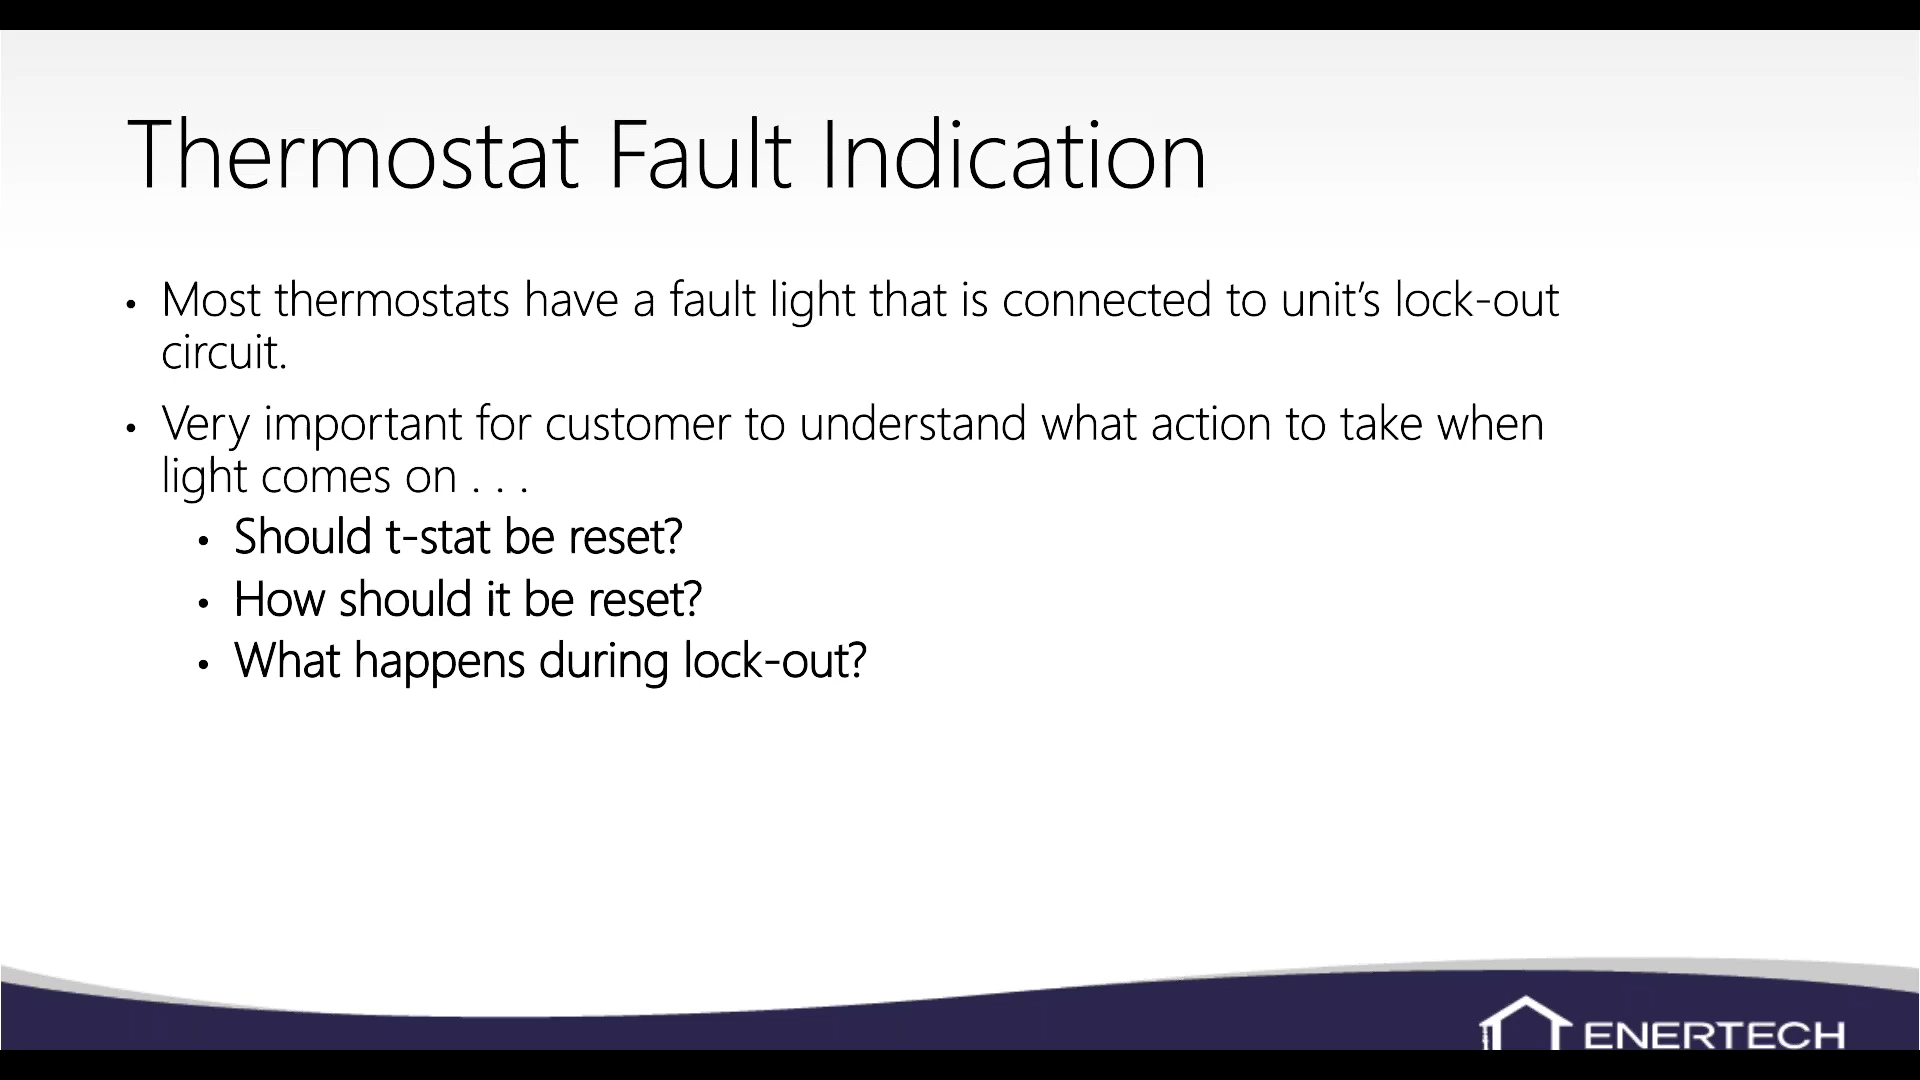 Thermostat Fault Indication
• Most thermostats have a fault light that is connected to unit’s lock-out
circuit.
• Very important for customer to understand what action to take when
light comes on . . .
• Should t-stat be reset?
• How should it be reset?
• What happens during lock-out?
ENERTECH